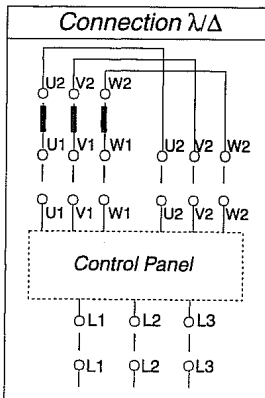 Connection λ/Δ
U2 V2 W2
U1 V1 W1 U2 V2 W2
U1 V1 W1 U2 V2 W2
Control Panel
L1 L2 L3
L1 L2 L3